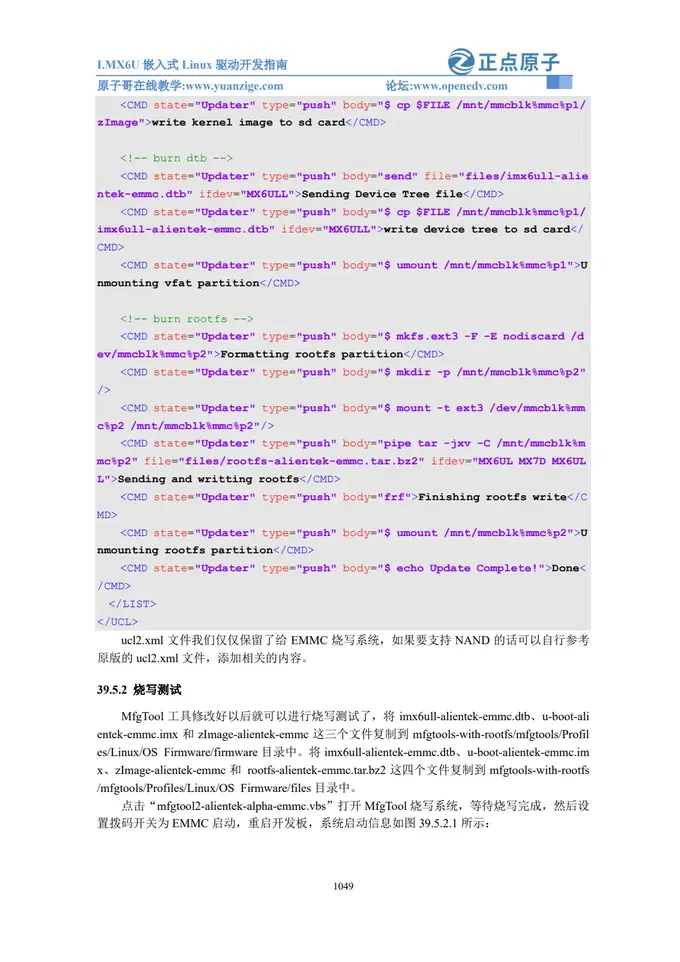 I.MX6U 嵌入式 Linux 驱动开发指南
正点原子
原子哥在线教学:www.yuanzige.com 论坛:www.openedv.com
<CMD state="Updater" type="push" body="$ cp $FILE /mnt/mmcblk%mmc%p1/
zImage">write kernel image to sd card</CMD>
<!-- burn dtb -->
<CMD state="Updater" type="push" body="send" file="files/imx6ull-alie
ntek-emmc.dtb" ifdev="MX6ULL">Sending Device Tree file</CMD>
<CMD state="Updater" type="push" body="$ cp $FILE /mnt/mmcblk%mmc%p1/
imx6ull-alientek-emmc.dtb" ifdev="MX6ULL">write device tree to sd card</
CMD>
<CMD state="Updater" type="push" body="$ umount /mnt/mmcblk%mmc%p1">U
nmounting vfat partition</CMD>
<!-- burn rootfs -->
<CMD state="Updater" type="push" body="$ mkfs.ext3 -F -E nodiscard /d
ev/mmcblk%mmc%p2">Formatting rootfs partition</CMD>
<CMD state="Updater" type="push" body="$ mkdir -p /mnt/mmcblk%mmc%p2"
/>
<CMD state="Updater" type="push" body="$ mount -t ext3 /dev/mmcblk%mm
c%p2 /mnt/mmcblk%mmc%p2"/>
<CMD state="Updater" type="push" body="pipe tar -jxv -C /mnt/mmcblk%m
mc%p2" file="files/rootfs-alientek-emmc.tar.bz2" ifdev="MX6UL MX7D MX6UL
L">Sending and writting rootfs</CMD>
<CMD state="Updater" type="push" body="frf">Finishing rootfs write</C
MD>
<CMD state="Updater" type="push" body="$ umount /mnt/mmcblk%mmc%p2">U
nmounting rootfs partition</CMD>
<CMD state="Updater" type="push" body="$ echo Update Complete!">Done<
/CMD>
</LIST>
</UCL>
ucl2.xml 文件我们仅仅保留了给 EMMC 烧写系统，如果要支持 NAND 的话可以自行参考
原版的 ucl2.xml 文件，添加相关的内容。
39.5.2 烧写测试
MfgTool 工具修改好以后就可以进行烧写测试了，将 imx6ull-alientek-emmc.dtb、u-boot-ali
entek-emmc.imx 和 zImage-alientek-emmc 这三个文件复制到 mfgtools-with-rootfs/mfgtools/Profil
es/Linux/OS Firmware/firmware 目录中。将 imx6ull-alientek-emmc.dtb、u-boot-alientek-emmc.im
x、zImage-alientek-emmc 和 rootfs-alientek-emmc.tar.bz2 这四个文件复制到 mfgtools-with-rootfs
/mfgtools/Profiles/Linux/OS Firmware/files 目录中。
点击“mfgtool2-alientek-alpha-emmc.vbs”打开 MfgTool 烧写系统，等待烧写完成，然后设
置拨码开关为 EMMC 启动，重启开发板，系统启动信息如图 39.5.2.1 所示：
1049